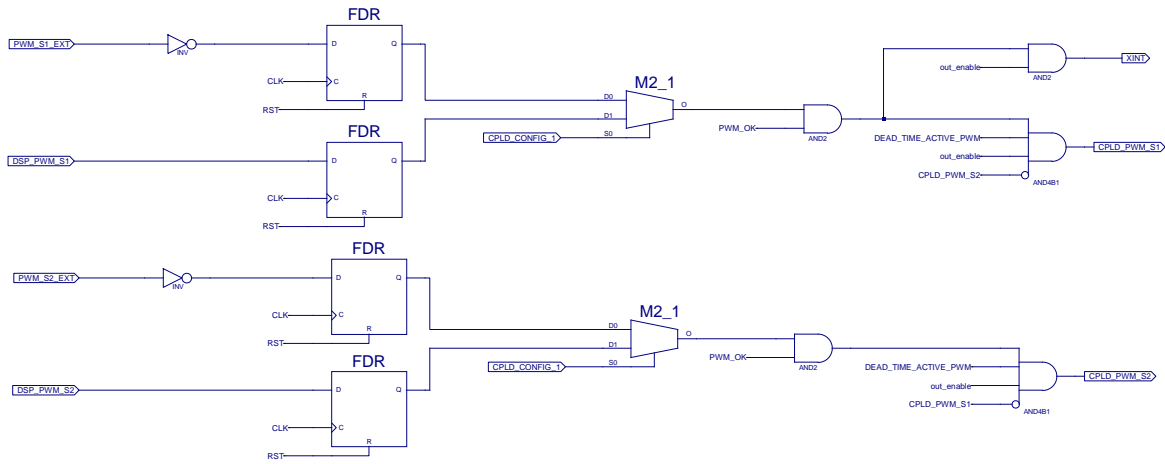 FDR
PWM_S1_EXT
INV
D
Q
CLK
C
R
RST
M2_1
D0
D1
S0
O
CPLD_CONFIG_1
PWM_OK
AND2
out_enable
AND2
XINT
FDR
DSP_PWM_S1
D
Q
CLK
C
R
RST
DEAD_TIME_ACTIVE_PWM
out_enable
CPLD_PWM_S2
AND4B1
CPLD_PWM_S1
FDR
PWM_S2_EXT
INV
D
Q
CLK
C
R
RST
M2_1
D0
D1
S0
O
CPLD_CONFIG_1
PWM_OK
AND2
FDR
DSP_PWM_S2
D
Q
CLK
C
R
RST
DEAD_TIME_ACTIVE_PWM
out_enable
CPLD_PWM_S1
AND4B1
CPLD_PWM_S2